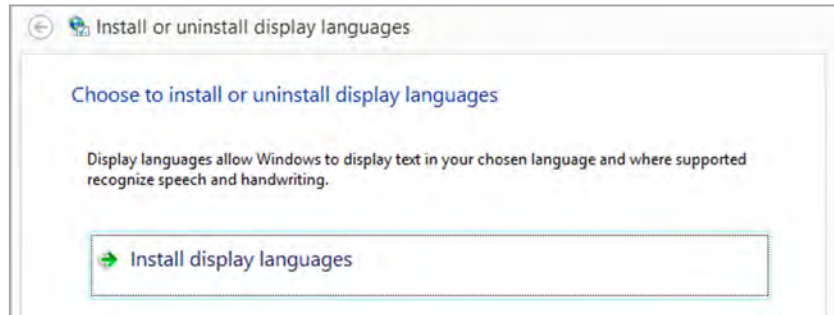 Install or uninstall display languages
Choose to install or uninstall display languages
Display languages allow Windows to display text in your chosen language and where supported
recognize speech and handwriting.
Install display languages